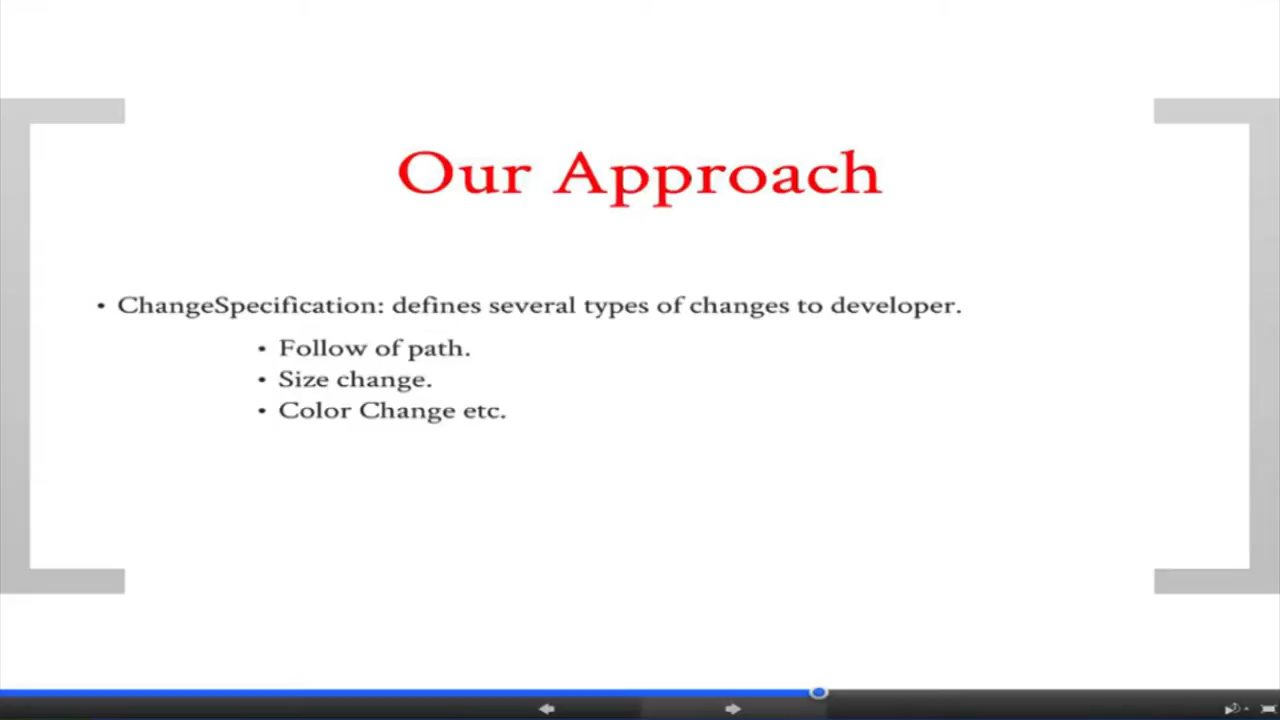 Our Approach
• ChangeSpecification: defines several types of changes to developer.
• Follow of path.
• Size change.
• Color Change etc.